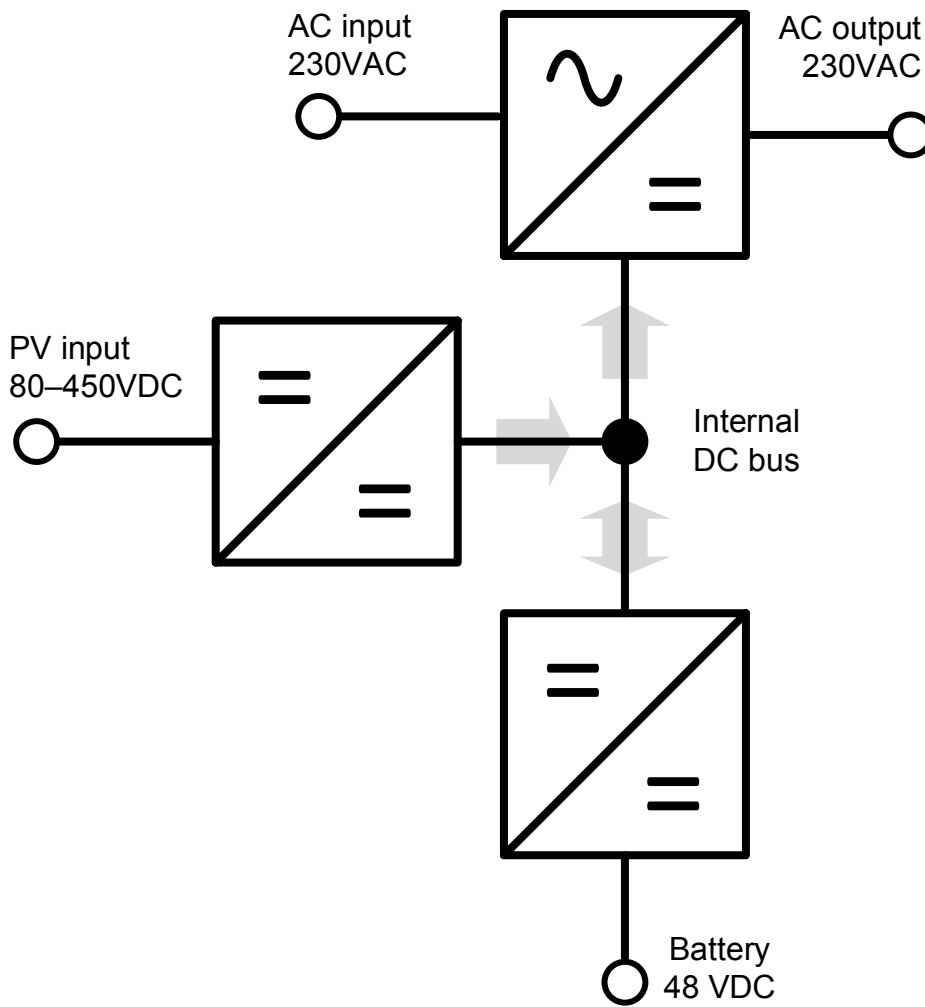 AC input
230VAC
AC output
230VAC
PV input
80–450VDC
Internal
DC bus
Battery
48 VDC